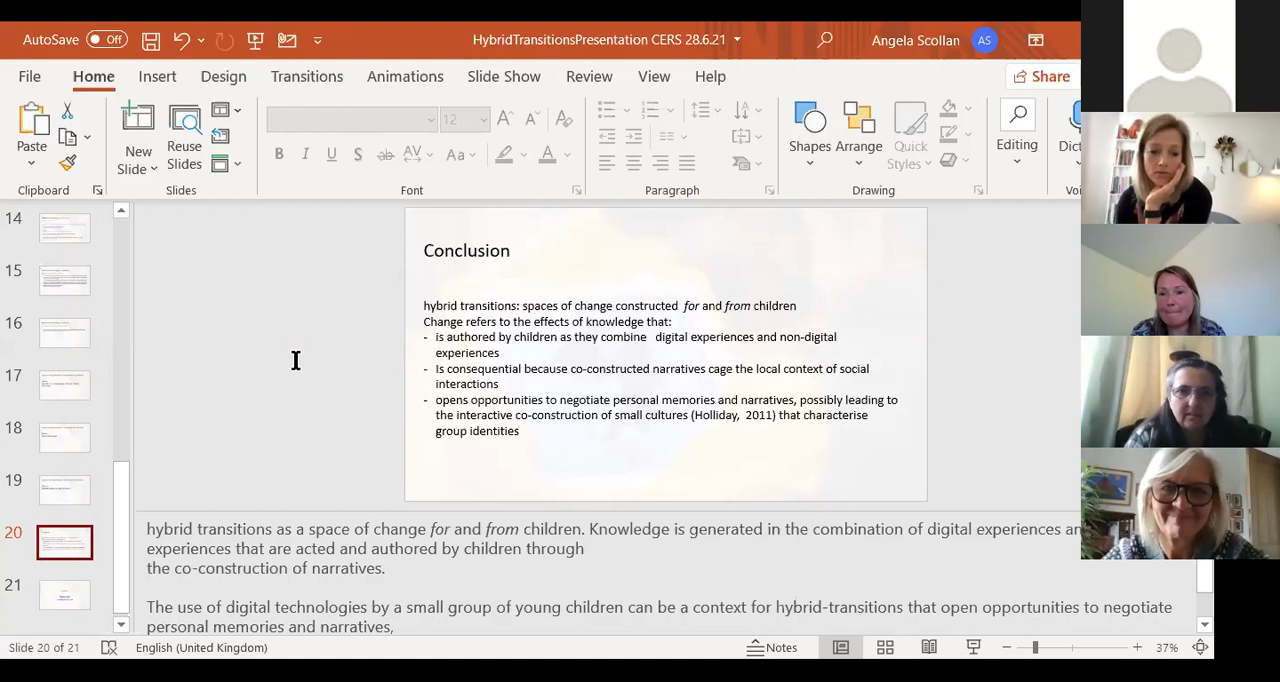 AutoSave Off HybridTransitionsPresentation CERS 28.6.21 Angela Scollan AS
File Home Insert Design Transitions Animations Slide Show Review View Help Share
Paste New Slide Reuse Slides 12 Aa Shapes Arrange Quick Styles Editing
Clipboard Slides Font Paragraph Drawing
14
15
16
17
18
19
20
21
Conclusion
hybrid transitions: spaces of change constructed for and from children
Change refers to the effects of knowledge that:
- is authored by children as they combine digital experiences and non-digital
experiences
- Is consequential because co-constructed narratives cage the local context of social
interactions
- opens opportunities to negotiate personal memories and narratives, possibly leading to
the interactive co-construction of small cultures (Holliday, 2011) that characterise
group identities
hybrid transitions as a space of change for and from children. Knowledge is generated in the combination of digital experiences
experiences that are acted and authored by children through
the co-construction of narratives.
The use of digital technologies by a small group of young children can be a context for hybrid-transitions that open opportunities to negotiate
personal memories and narratives,
Slide 20 of 21 English (United Kingdom) Notes 37%